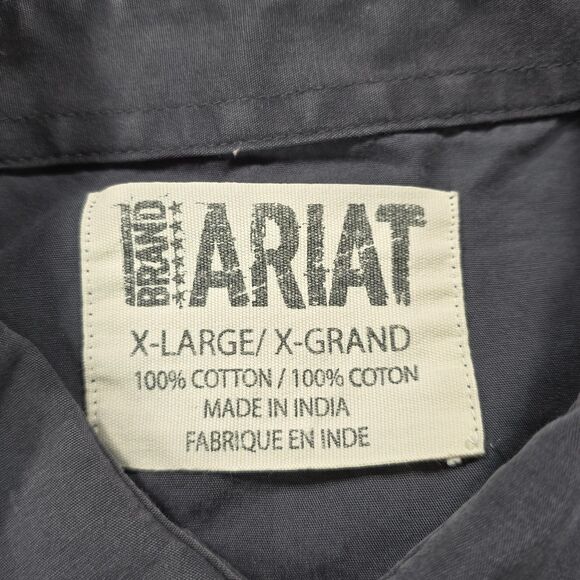 BRAND ARIAT
X-LARGE/ X-GRAND
100% COTTON / 100% COTON
MADE IN INDIA
FABRIQUE EN INDE